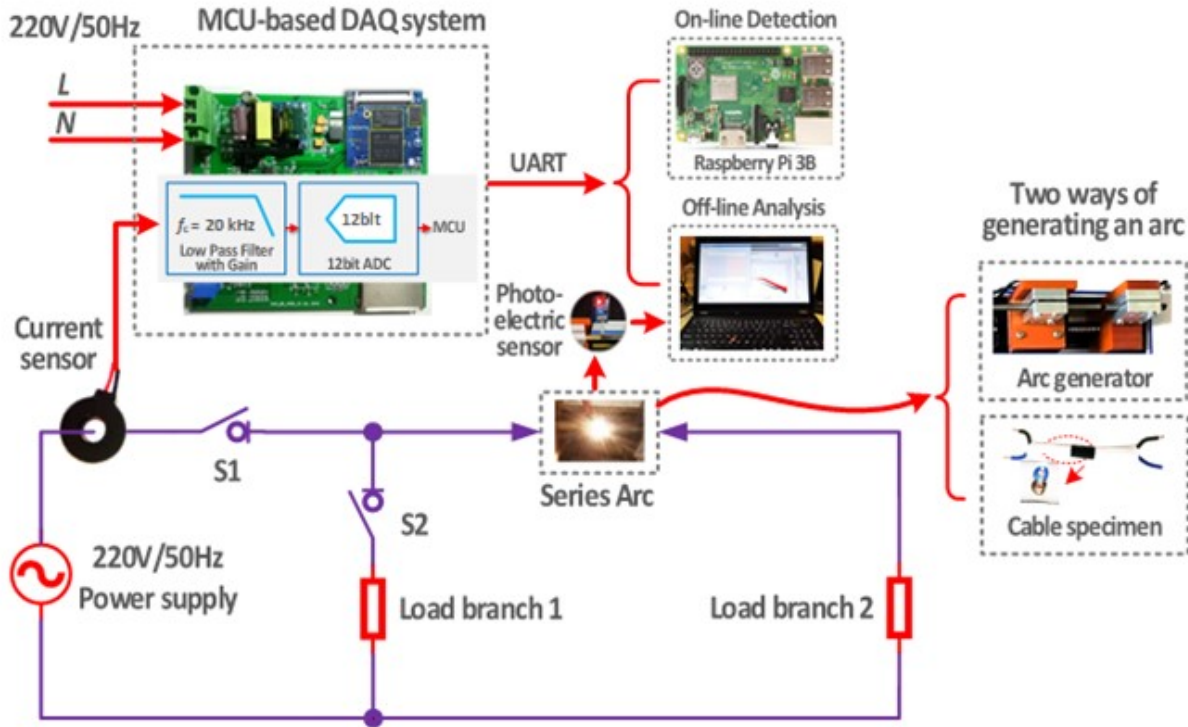 220V/50Hz
MCU-based DAQ system
L
N
fc = 20 kHz
Low Pass Filter
with Gain
12bIt
12bit ADC
MCU
UART
On-line Detection
Raspberry Pi 3B
Off-line Analysis
Photo-
electric
sensor
Two ways of
generating an arc
Arc generator
Cable specimen
Current
sensor
S1
S2
Series Arc
220V/50Hz
Power supply
Load branch 1
Load branch 2